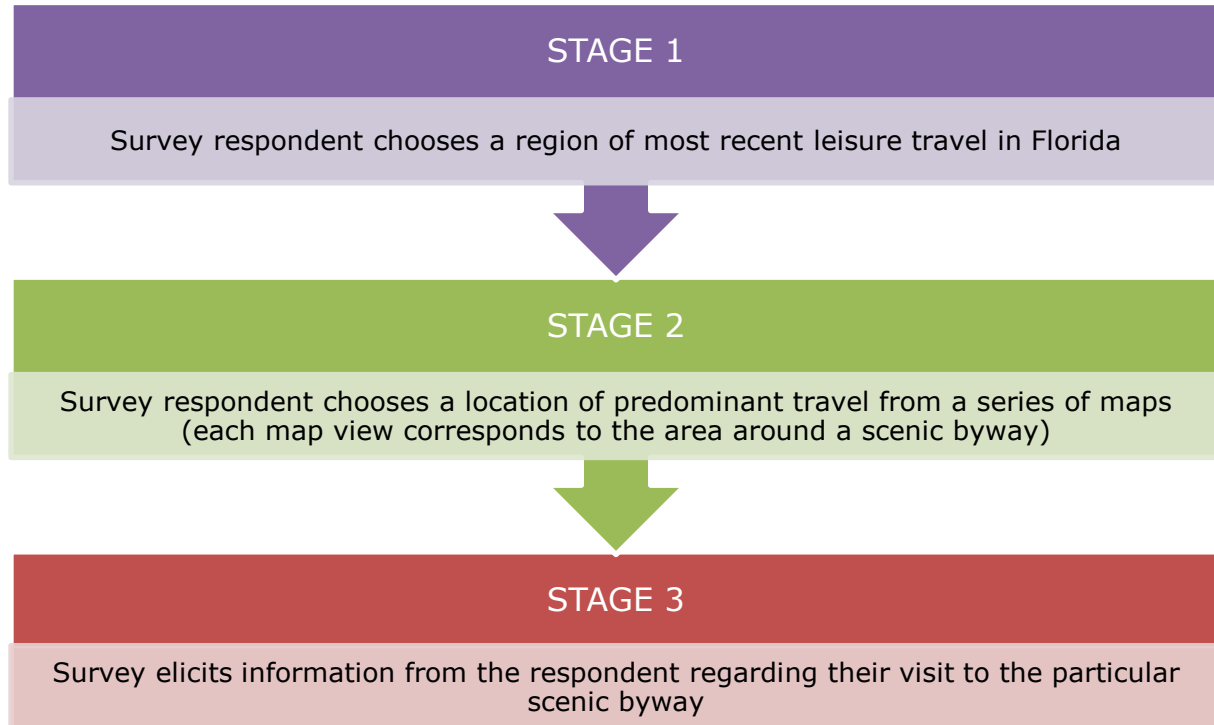 STAGE 1
Survey respondent chooses a region of most recent leisure travel in Florida
STAGE 2
Survey respondent chooses a location of predominant travel from a series of maps
(each map view corresponds to the area around a scenic byway)
STAGE 3
Survey elicits information from the respondent regarding their visit to the particular
scenic byway